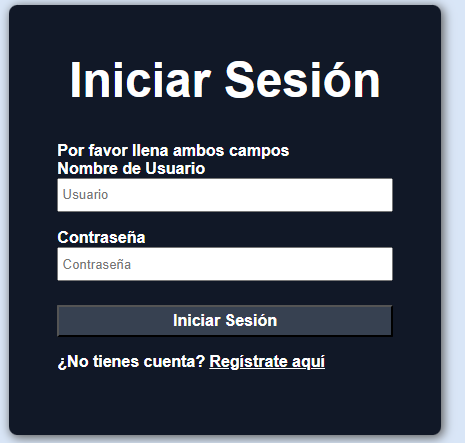 Iniciar Sesión
Por favor llena ambos campos
Nombre de Usuario
Usuario
Contraseña
Contraseña
Iniciar Sesión
¿No tienes cuenta? Regístrate aquí